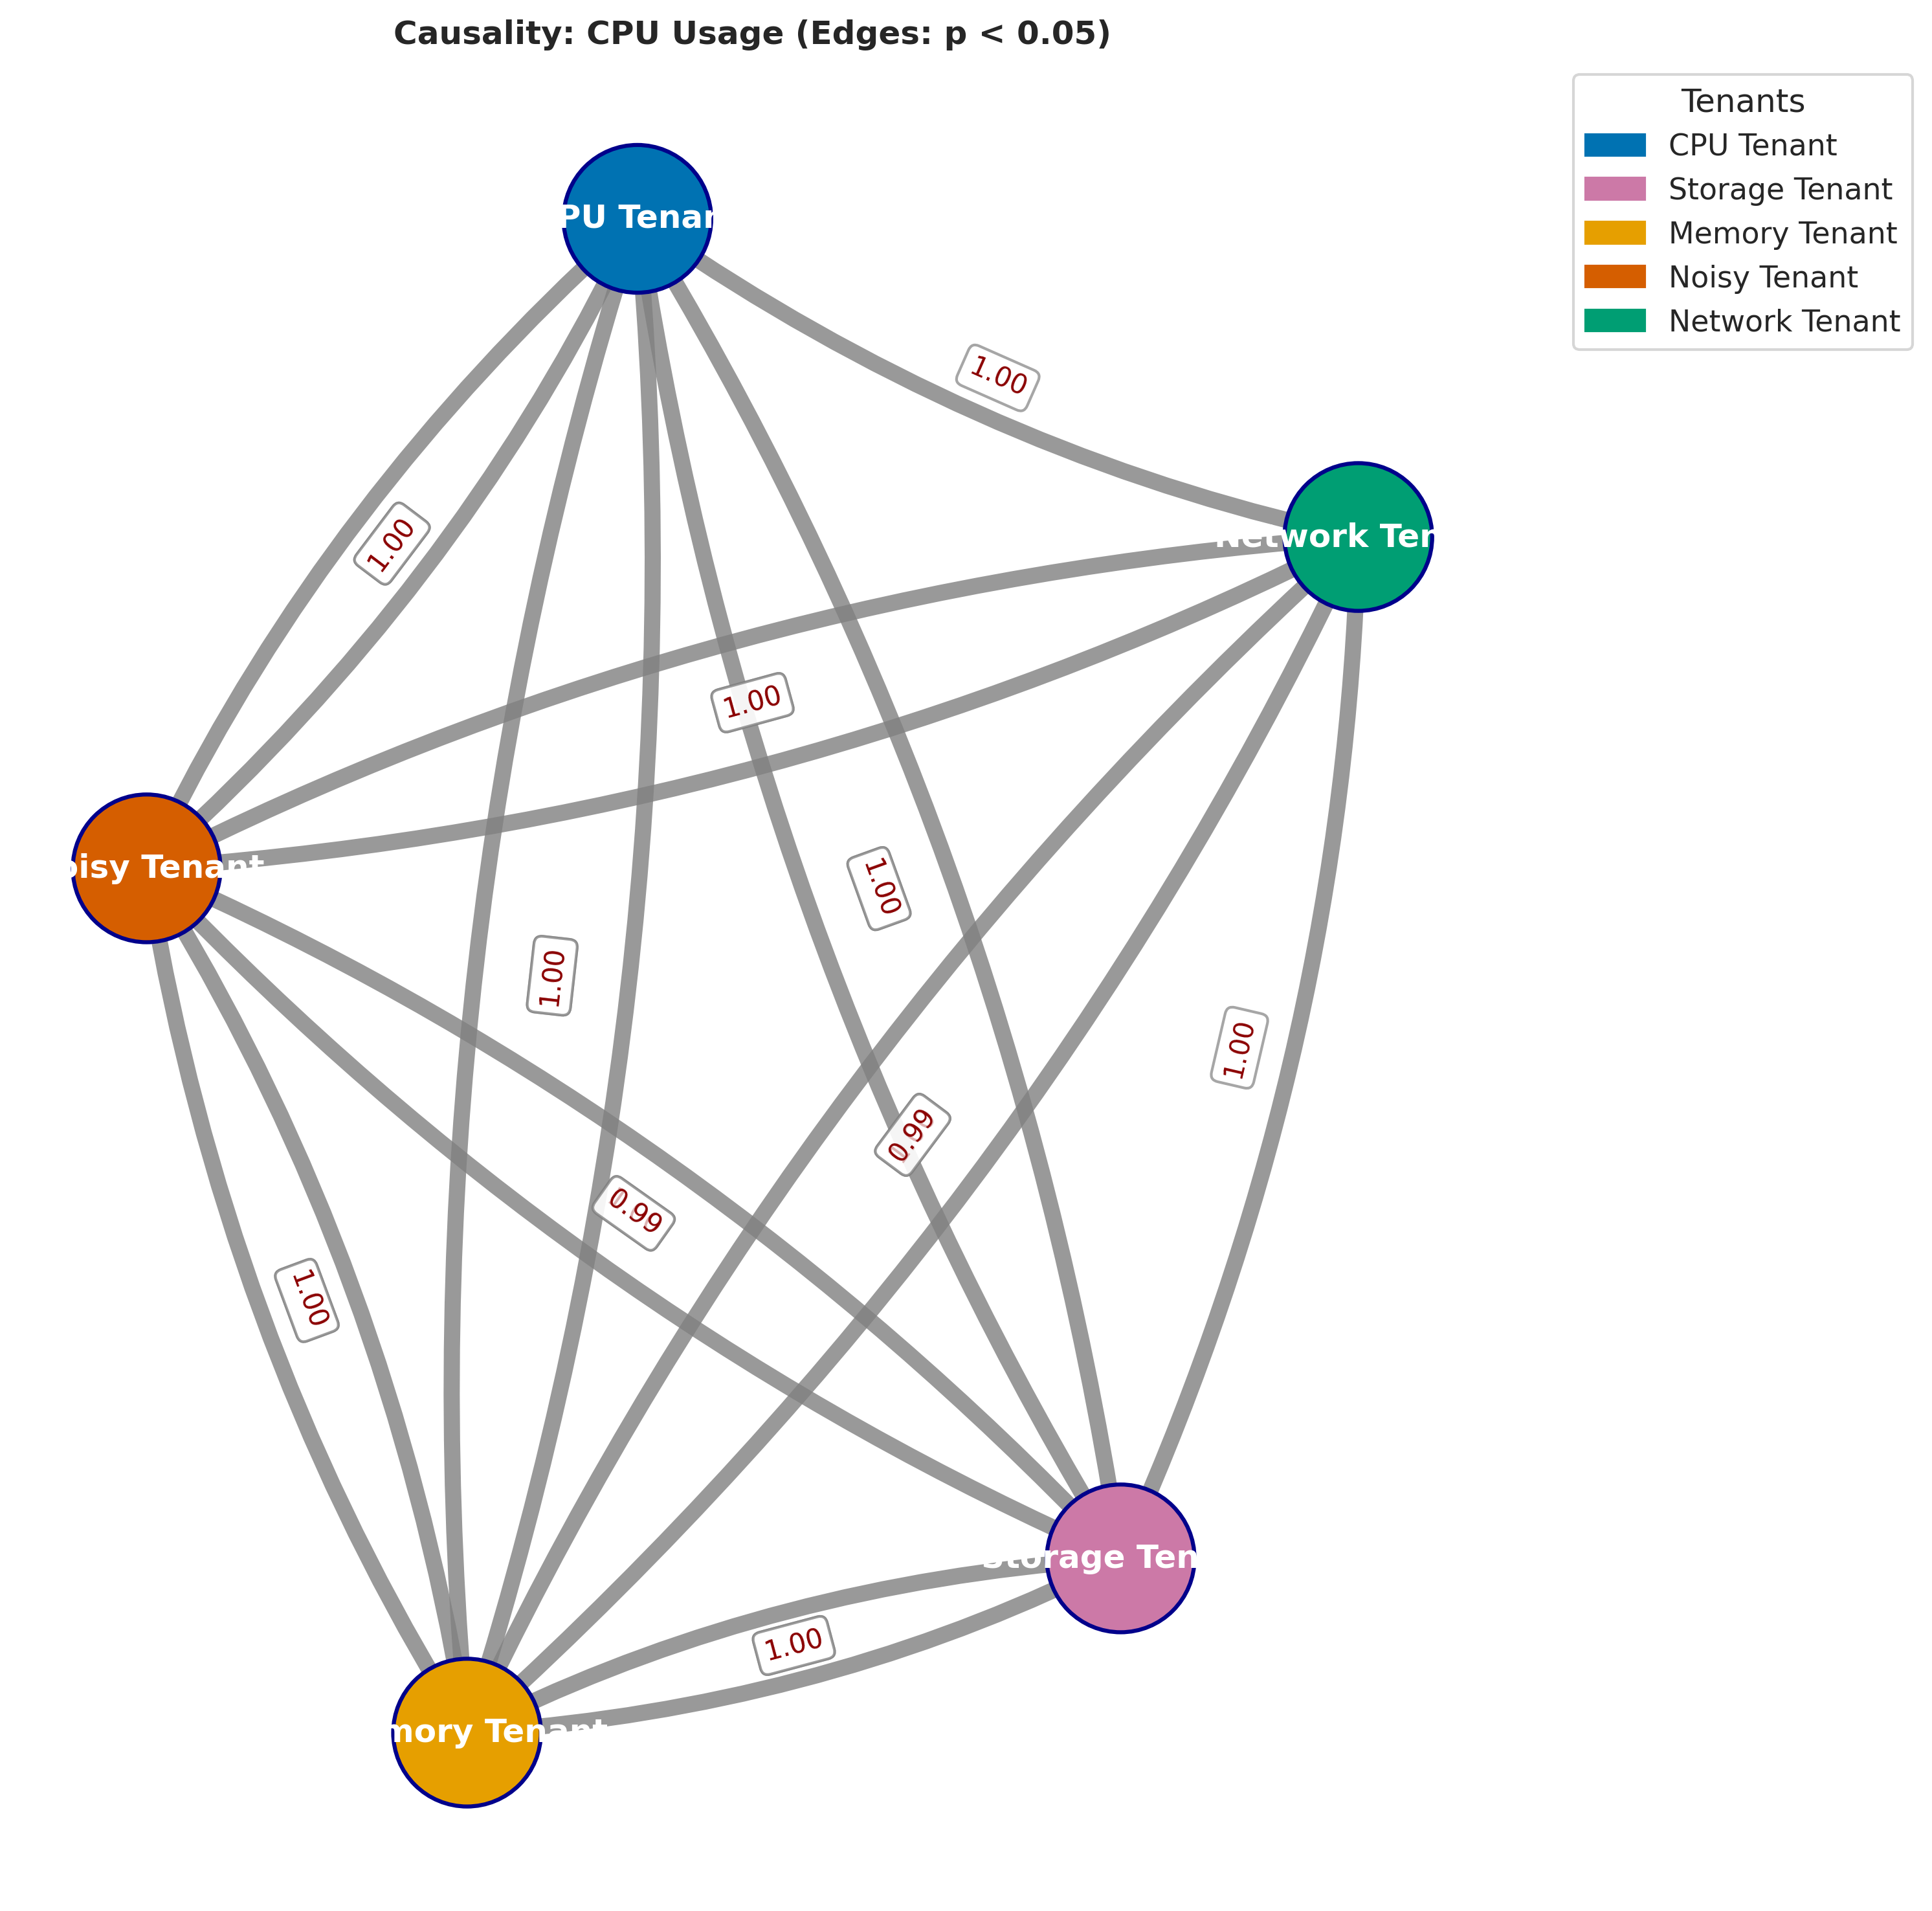 Causality: CPU Usage (Edges: p < 0.05)
Tenants
CPU Tenant
Storage Tenant
Memory Tenant
Noisy Tenant
Network Tenant
PU Tenan
1.00
Network Ten
1.00
1.00
oisy Tenant
1.00
1.00
1.00
0.99
0.99
1.00
Storage Ten
1.00
mory Tenant